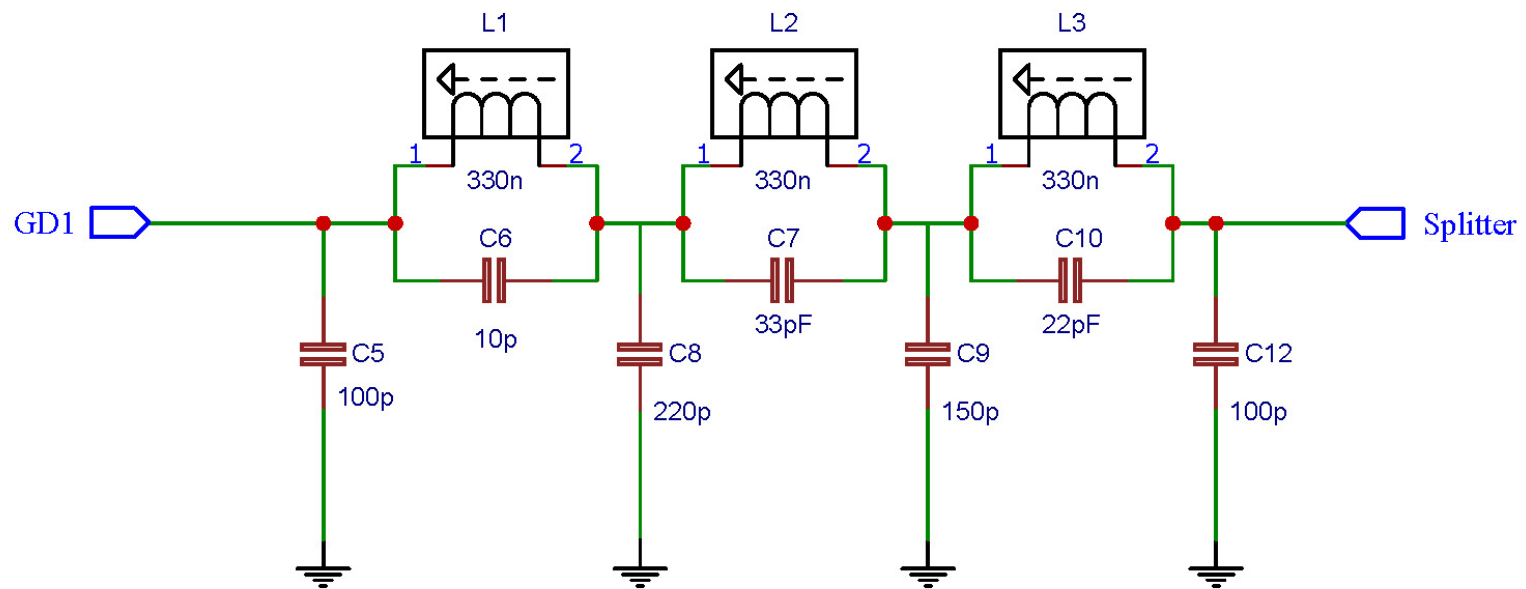 L1
L2
L3
1
2
1
2
1
2
330n
330n
330n
GD1
Splitter
C6
C7
C10
10p
33pF
22pF
C5
C8
C9
C12
100p
220p
150p
100p